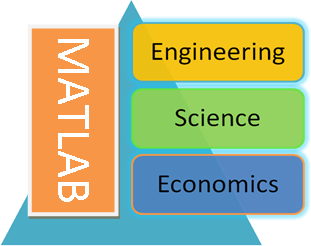 MATLAB
Engineering
Science
Economics